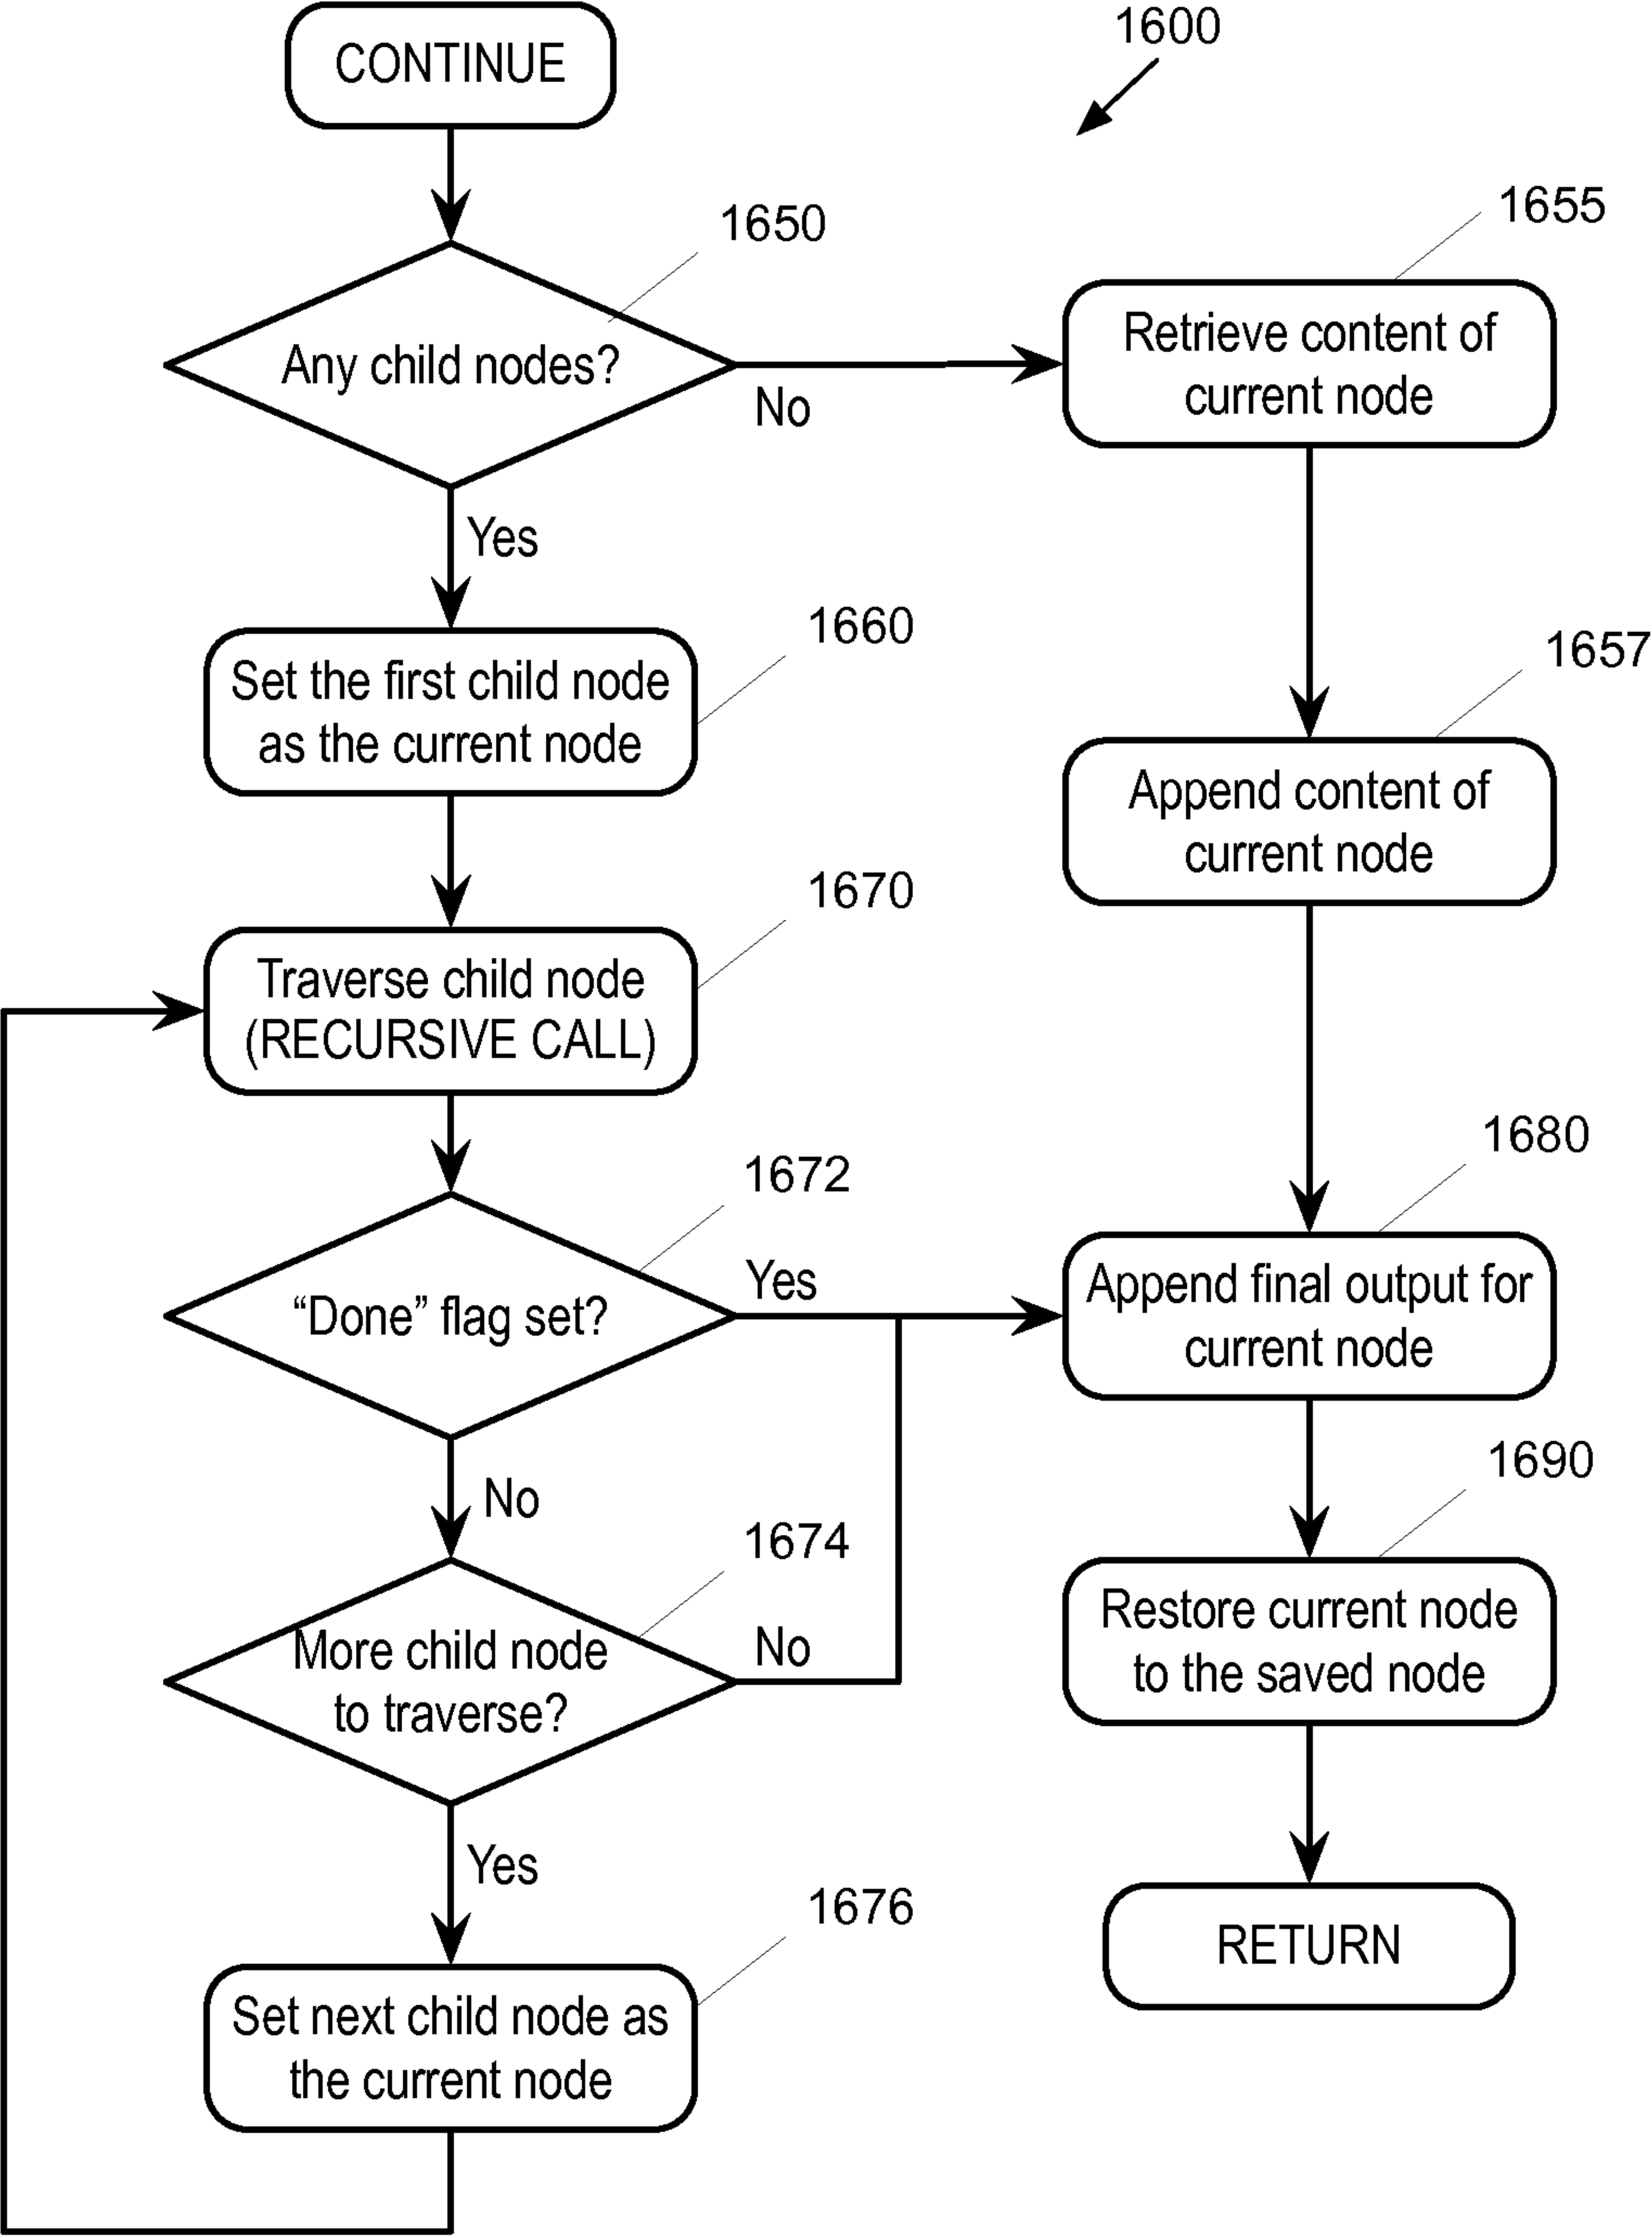 CONTINUE
1600
1650
Any child nodes?
No
Yes
1655
Retrieve content of
current node
1660
Set the first child node
as the current node
1657
Append content of
current node
1670
Traverse child node
(RECURSIVE CALL)
1672
“Done” flag set?
Yes
No
1680
Append final output for
current node
1674
More child node
to traverse?
No
Yes
1690
Restore current node
to the saved node
1676
Set next child node as
the current node
RETURN